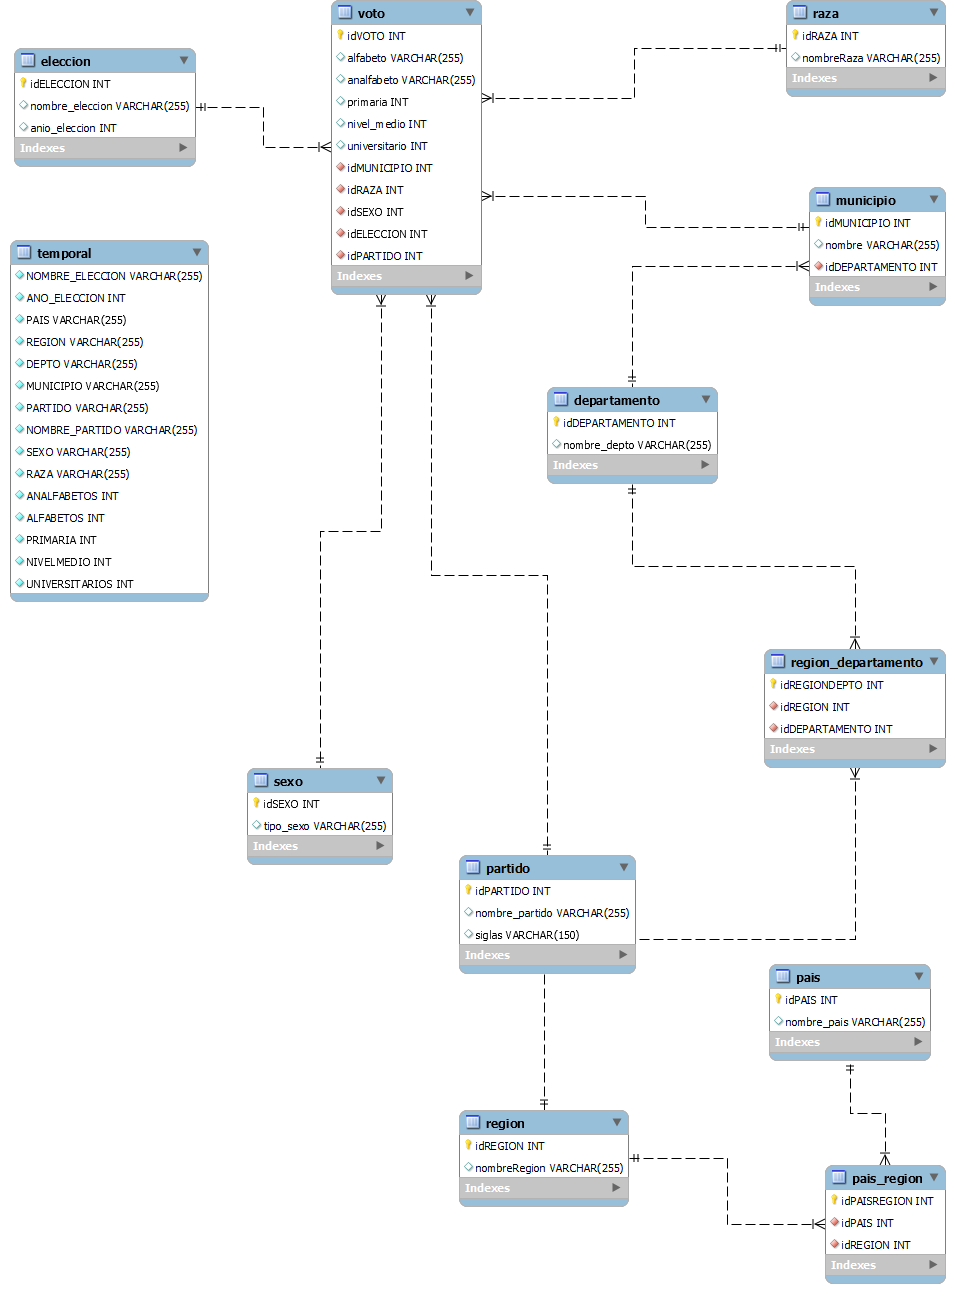 voto
idVOTO INT
alfabeto VARCHAR(255)
analfabeto VARCHAR(255)
primaria INT
nivel_medio INT
universitario INT
idMUNICIPIO INT
idRAZA INT
idSEXO INT
idELECCION INT
idPARTIDO INT
Indexes
raza
idRAZA INT
nombreRaza VARCHAR(255)
Indexes
eleccion
idELECCION INT
nombre_eleccion VARCHAR(255)
anio_eleccion INT
Indexes
municipio
idMUNICIPIO INT
nombre VARCHAR(255)
idDEPARTAMENTO INT
Indexes
temporal
NOMBRE_ELECCION VARCHAR(255)
ANO_ELECCION INT
PAIS VARCHAR(255)
REGION VARCHAR(255)
DEPTO VARCHAR(255)
MUNICIPIO VARCHAR(255)
PARTIDO VARCHAR(255)
NOMBRE_PARTIDO VARCHAR(255)
SEXO VARCHAR(255)
RAZA VARCHAR(255)
ANALFABETOS INT
ALFABETOS INT
PRIMARIA INT
NIVELMEDIO INT
UNIVERSITARIOS INT
departamento
idDEPARTAMENTO INT
nombre_depto VARCHAR(255)
Indexes
region_departamento
idREGIONDEPTO INT
idREGION INT
idDEPARTAMENTO INT
Indexes
sexo
idSEXO INT
tipo_sexo VARCHAR(255)
Indexes
partido
idPARTIDO INT
nombre_partido VARCHAR(255)
siglas VARCHAR(150)
Indexes
pais
idPAIS INT
nombre_pais VARCHAR(255)
Indexes
region
idREGION INT
nombreRegion VARCHAR(255)
Indexes
pais_region
idPAISREGION INT
idPAIS INT
idREGION INT
Indexes